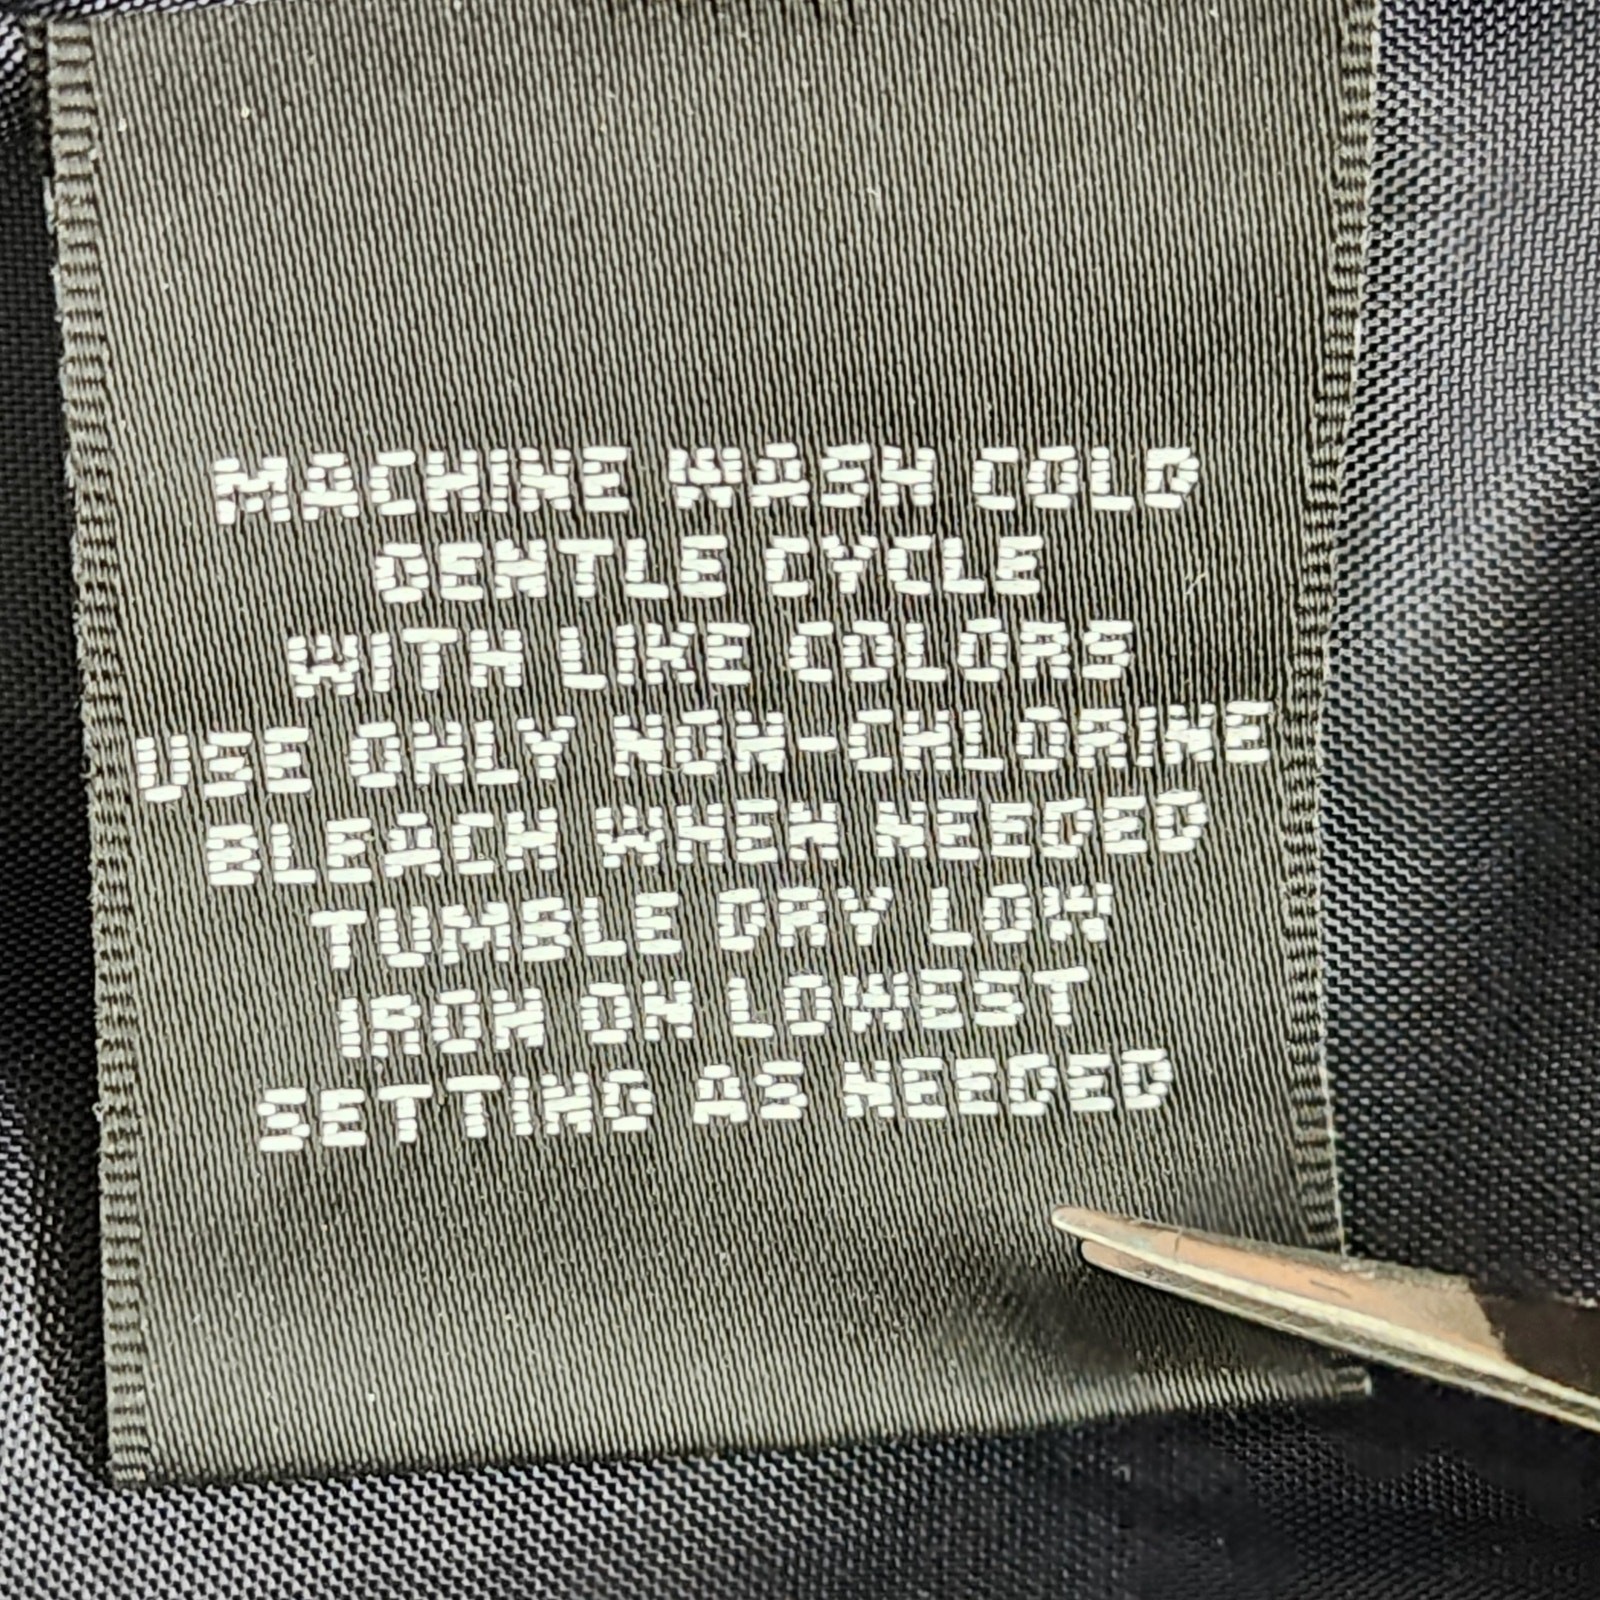 MACHINE WASH COLD
GENTLE CYCLE
WITH LIKE COLORS
USE ONLY NON-CHLORINE
BLEACH WHEN NEEDED
TUMBLE DRY LOW
IRON ON LOWEST
SETTING AS NEEDED